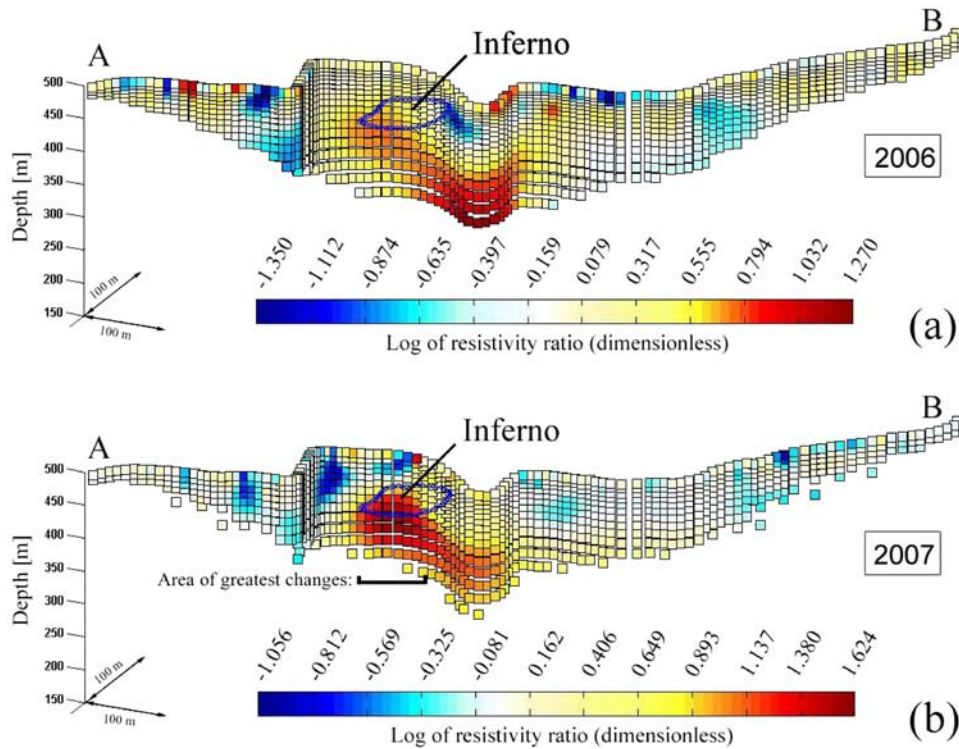 A
Inferno
B
500
450
400
350
300
250
200
150
Depth [m]
2006
100 m
100 m
-1.350
-1.112
-0.874
-0.635
-0.397
-0.159
0.079
0.317
0.555
0.794
1.032
1.270
Log of resistivity ratio (dimensionless)
(a)
A
Inferno
B
500
450
400
350
300
250
200
150
Depth [m]
2007
Area of greatest changes:
100 m
100 m
-1.056
-0.812
-0.569
-0.325
-0.081
0.162
0.406
0.649
0.893
1.137
1.380
1.624
Log of resistivity ratio (dimensionless)
(b)